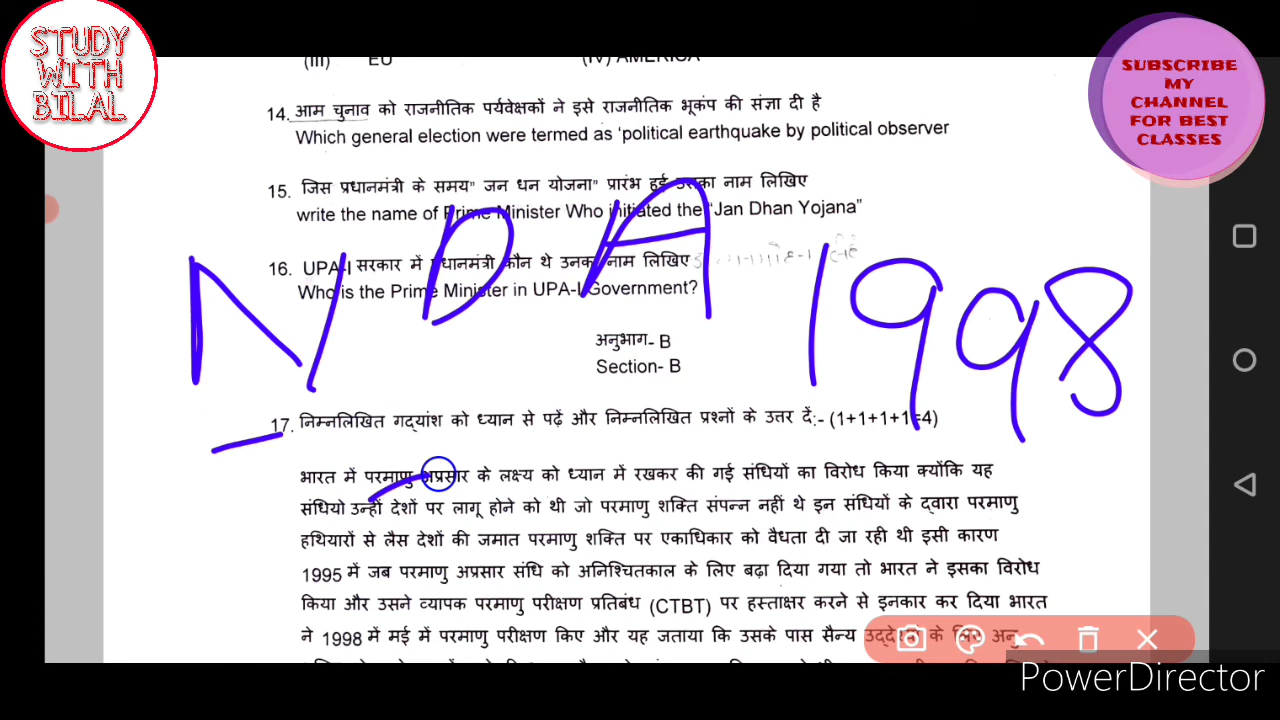 STUDY
WITH
BILAL
SUBSCRIBE
MY
CHANNEL
FOR BEST
CLASSES
(III) EU (IV) AMERICA
14. आम चुनाव को राजनीतिक पर्यवेक्षकों ने इसे राजनीतिक भूकंप की संज्ञा दी है
Which general election were termed as 'political earthquake by political observer
15. जिस प्रधानमंत्री के समय" जन धन योजना" प्रारंभ हुई उसका नाम लिखिए
write the name of Prime Minister Who initiated the "Jan Dhan Yojana"
16. UPA-I सरकार में प्रधानमंत्री कौन थे उनका नाम लिखिए
Who is the Prime Minister in UPA-I Government?
NDA 1998
अनुभाग- B
Section- B
17. निम्नलिखित गद्यांश को ध्यान से पढ़ें और निम्नलिखित प्रश्नों के उत्तर दें:- (1+1+1+1=4)
भारत में परमाणु अप्रसार के लक्ष्य को ध्यान में रखकर की गई संधियों का विरोध किया क्योंकि यह
संधियो उन्हीं देशों पर लागू होने को थी जो परमाणु शक्ति संपन्न नहीं थे इन संधियों के द्वारा परमाणु
हथियारों से लैस देशों की जमात परमाणु शक्ति पर एकाधिकार को वैधता दी जा रही थी इसी कारण
1995 में जब परमाणु अप्रसार संधि को अनिश्चितकाल के लिए बढ़ा दिया गया तो भारत ने इसका विरोध
किया और उसने व्यापक परमाणु परीक्षण प्रतिबंध (CTBT) पर हस्ताक्षर करने से इनकार कर दिया भारत
ने 1998 में मई में परमाणु परीक्षण किए और यह जताया कि उसके पास सैन्य उद्देश्यों के लिए अनु
PowerDirector